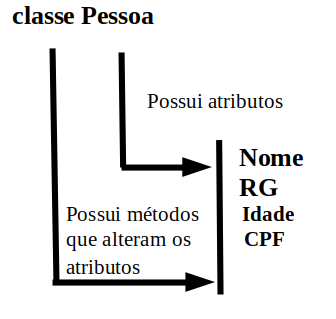 classe Pessoa
Possui atributos
Nome
RG
Idade
CPF
Possui métodos
que alteram os
atributos